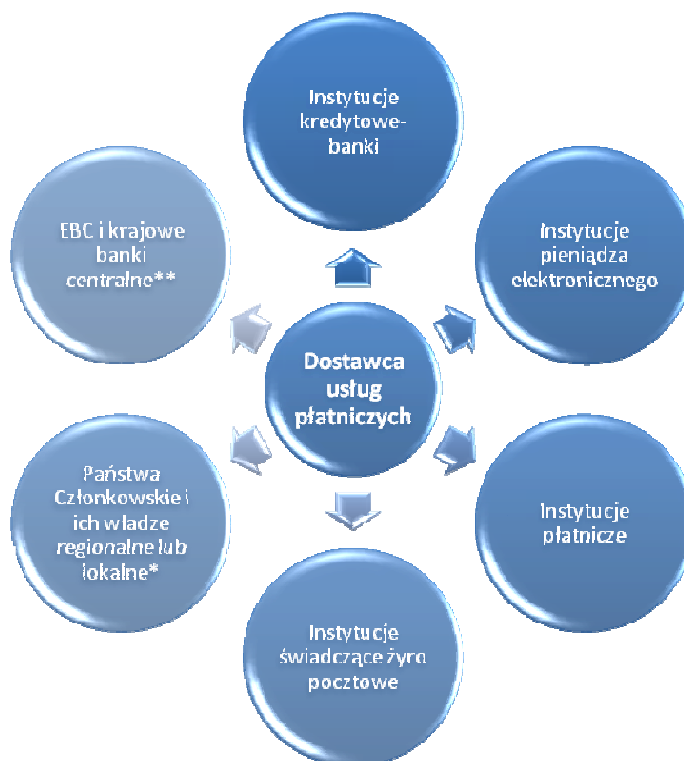 Instytucje
kredytowe-
banki
EBC i krajowe
banki
centralne**
Instytucje
pieniądza
elektronicznego
Dostawca
usług
płatniczych
Państwa
Członkowskie i
ich władze
regionalne lub
lokalne*
Instytucje
płatnicze
Instytucje
świadczące żyro
pocztowe